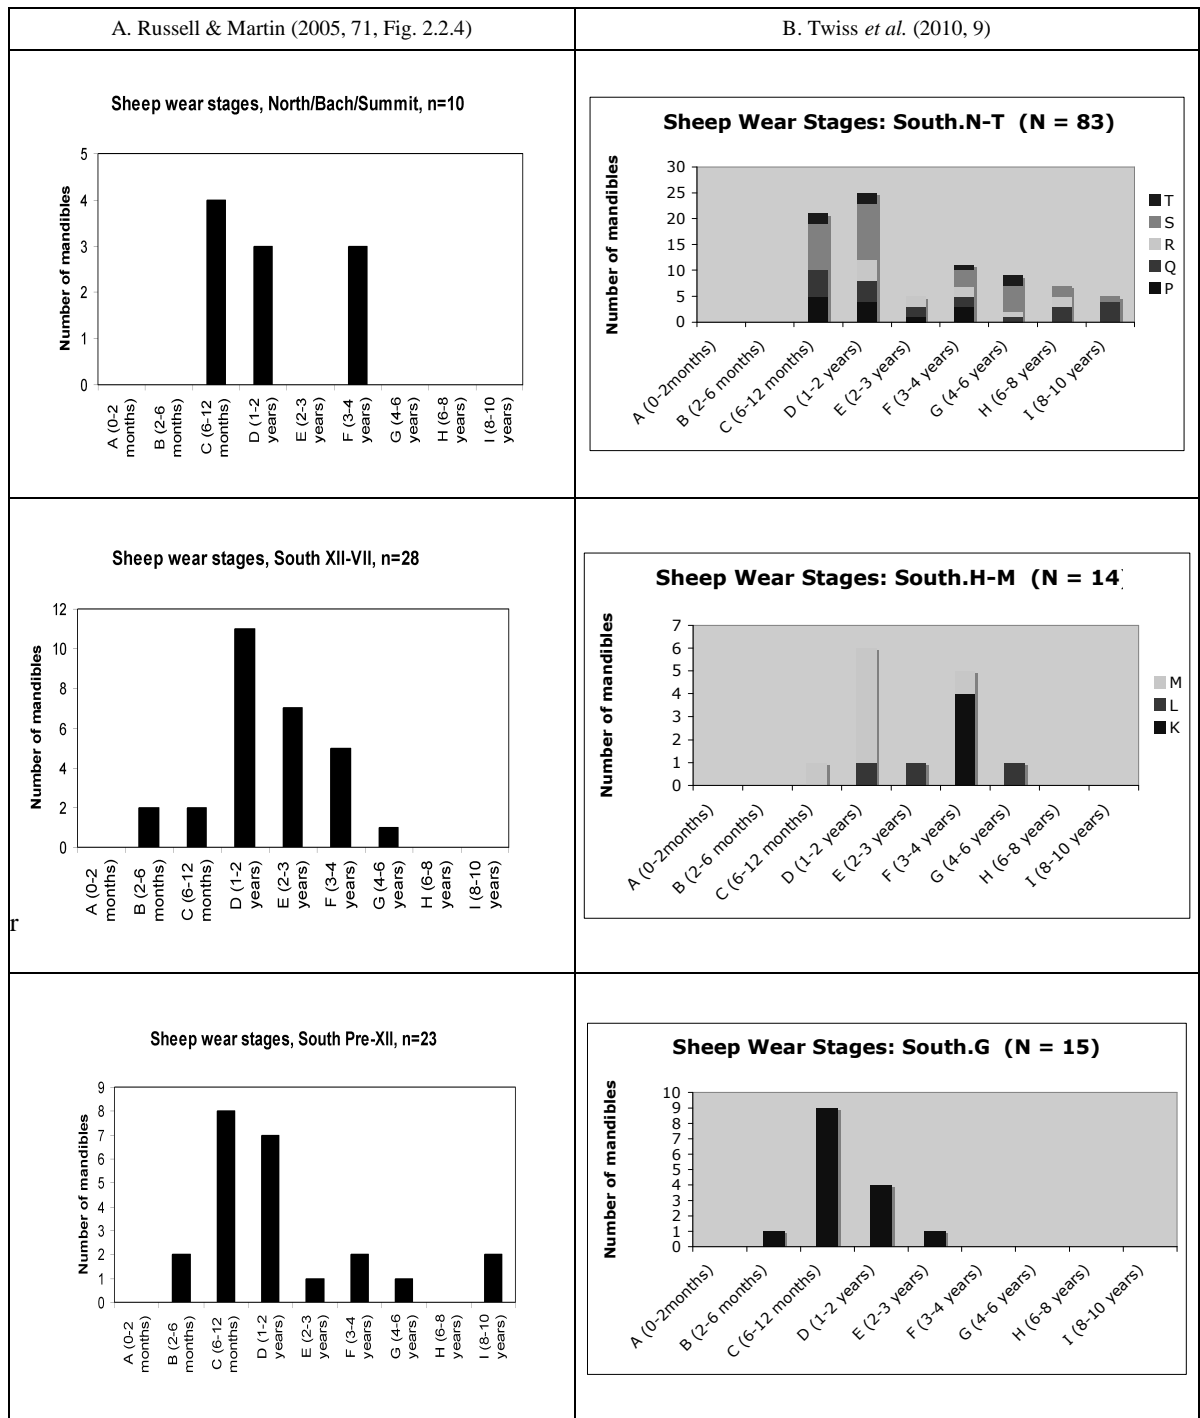 A. Russell & Martin (2005, 71, Fig. 2.2.4)
B. Twiss et al. (2010, 9)
Sheep wear stages, North/Bach/Summit, n=10
Number of mandibles
5
4
3
2
1
0
A (0-2 months)
B (2-6 months)
C (6-12 months)
D (1-2 years)
E (2-3 years)
F (3-4 years)
G (4-6 years)
H (6-8 years)
I (8-10 years)
Sheep Wear Stages: South.N-T (N = 83)
Number of mandibles
30
25
20
15
10
5
0
A (0-2months)
B (2-6 months)
C (6-12 months)
D (1-2 years)
E (2-3 years)
F (3-4 years)
G (4-6 years)
H (6-8 years)
I (8-10 years)
T
S
R
Q
P
Sheep wear stages, South XII-VII, n=28
Number of mandibles
12
10
8
6
4
2
0
A (0-2 months)
B (2-6 months)
C (6-12 months)
D (1-2 years)
E (2-3 years)
F (3-4 years)
G (4-6 years)
H (6-8 years)
I (8-10 years)
r
Sheep Wear Stages: South.H-M (N = 14)
Number of mandibles
7
6
5
4
3
2
1
0
A (0-2months)
B (2-6 months)
C (6-12 months)
D (1-2 years)
E (2-3 years)
F (3-4 years)
G (4-6 years)
H (6-8 years)
I (8-10 years)
M
L
K
Sheep wear stages, South Pre-XII, n=23
Number of mandibles
9
8
7
6
5
4
3
2
1
0
A (0-2 months)
B (2-6 months)
C (6-12 months)
D (1-2 years)
E (2-3 years)
F (3-4 years)
G (4-6 years)
H (6-8 years)
I (8-10 years)
Sheep Wear Stages: South.G (N = 15)
Number of mandibles
10
9
8
7
6
5
4
3
2
1
0
A (0-2months)
B (2-6 months)
C (6-12 months)
D (1-2 years)
E (2-3 years)
F (3-4 years)
G (4-6 years)
H (6-8 years)
I (8-10 years)